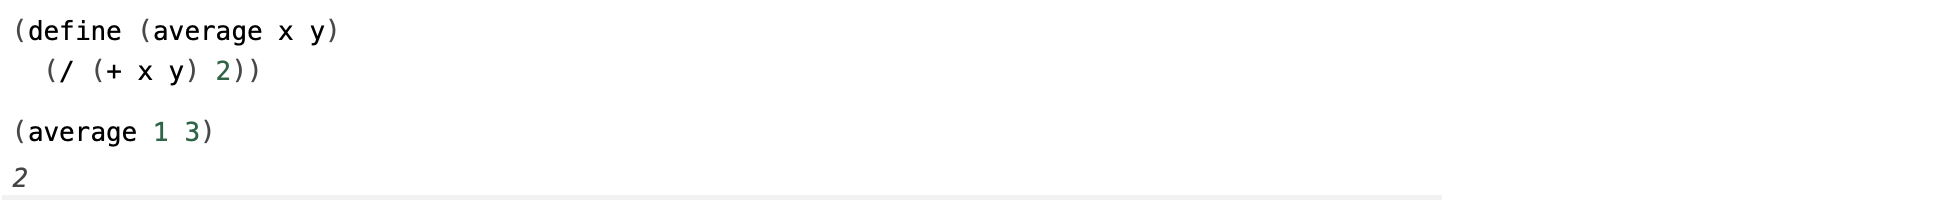 (define (average x y)
  (/ (+ x y) 2))
(average 1 3)
2